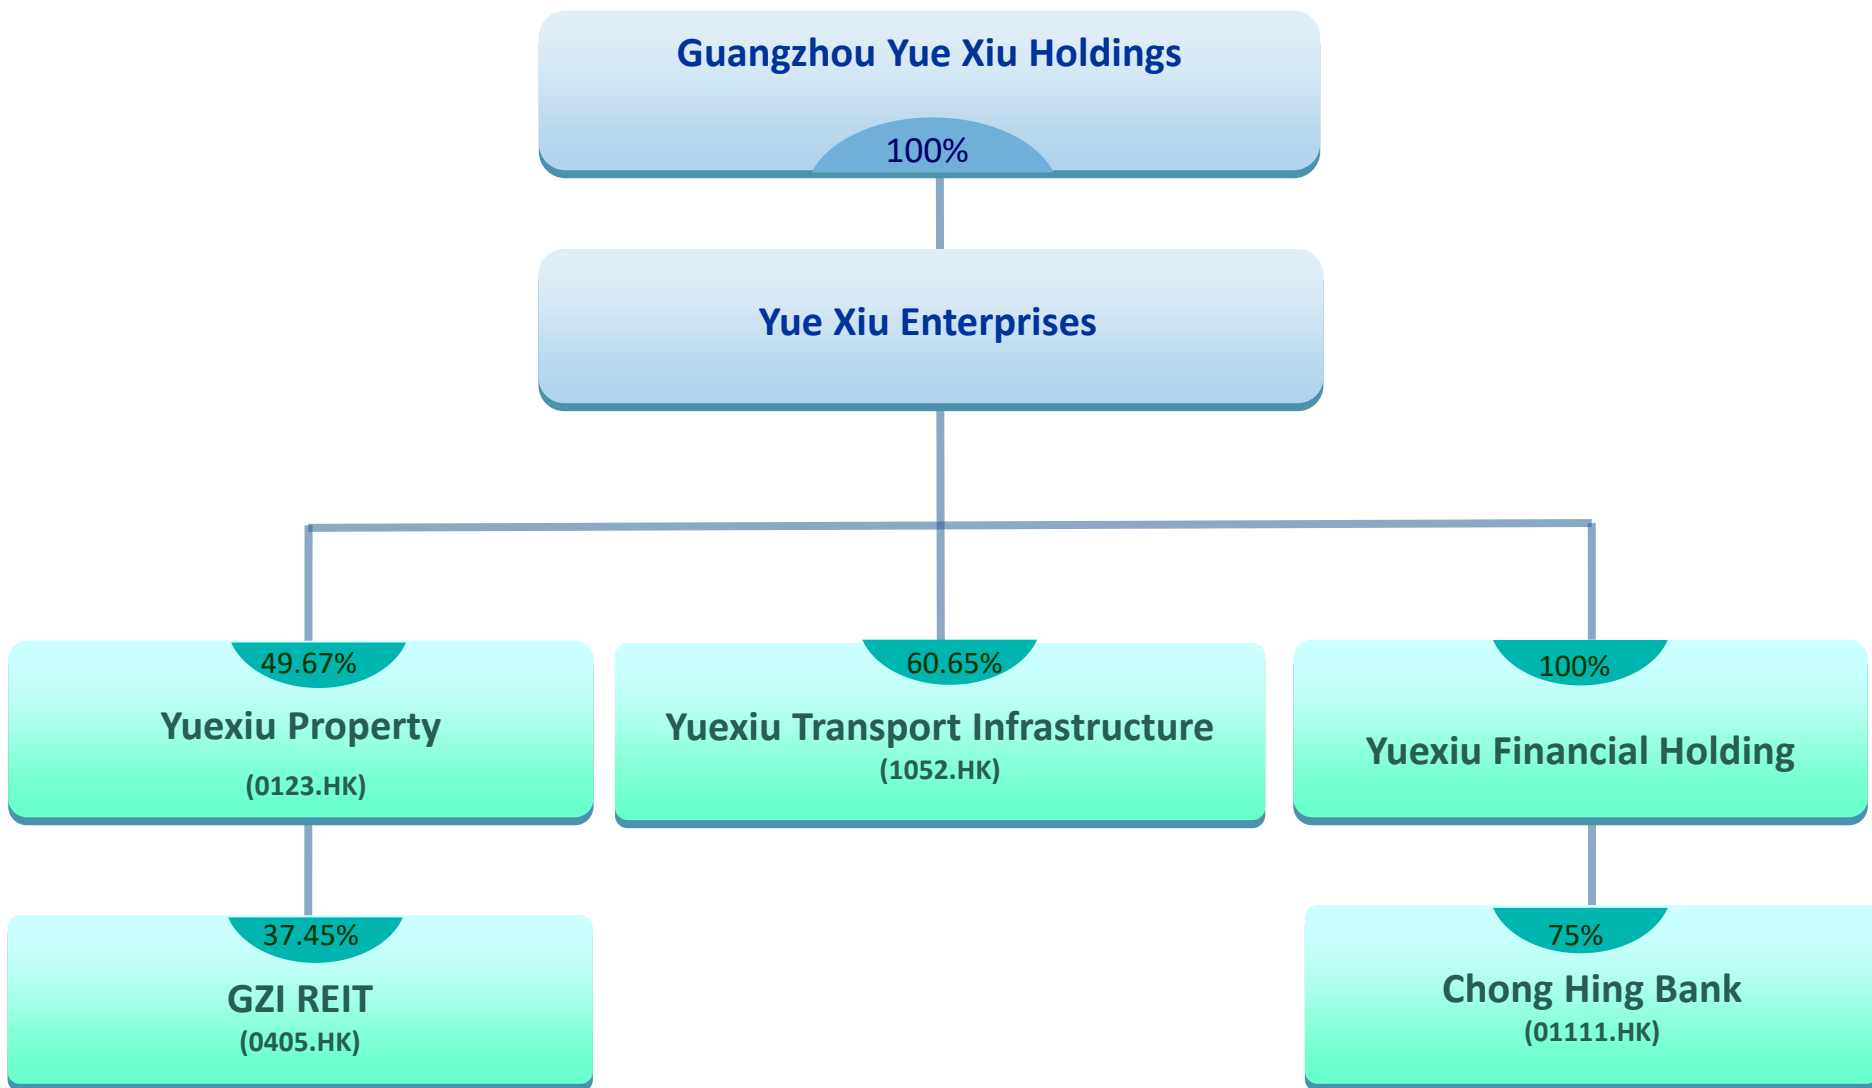 Guangzhou Yue Xiu Holdings
100%
Yue Xiu Enterprises
49.67%
Yuexiu Property
(0123.HK)
60.65%
Yuexiu Transport Infrastructure
(1052.HK)
100%
Yuexiu Financial Holding
37.45%
GZI REIT
(0405.HK)
75%
Chong Hing Bank
(01111.HK)